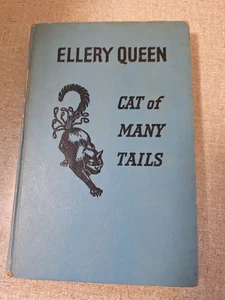 ELLERY QUEEN
CAT of
MANY
TAILS